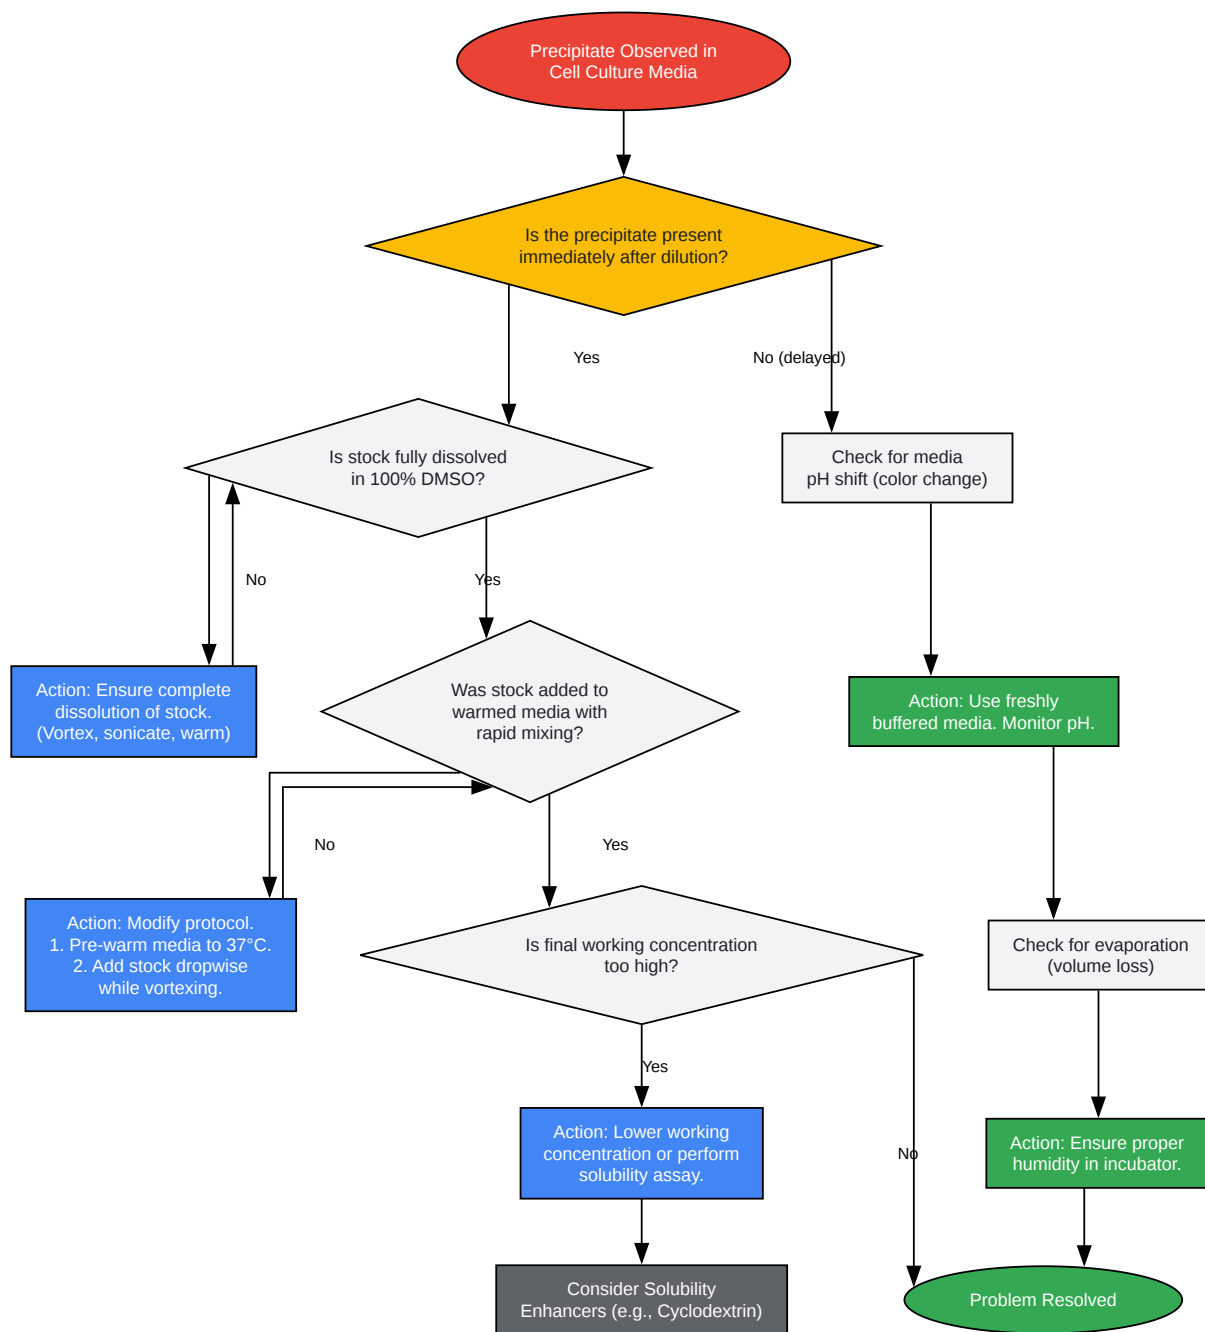 Precipitate Observed in
Cell Culture Media
Is the precipitate present
immediately after dilution?
Yes
No (delayed)
Is stock fully dissolved
in 100% DMSO?
Check for media
pH shift (color change)
No
Yes
Action: Ensure complete
dissolution of stock.
(Vortex, sonicate, warm)
Was stock added to
warmed media with
rapid mixing?
Action: Use freshly
buffered media. Monitor pH.
No
Yes
Action: Modify protocol.
1. Pre-warm media to 37°C.
2. Add stock dropwise
while vortexing.
Is final working concentration
too high?
Check for evaporation
(volume loss)
Yes
Action: Lower working
concentration or perform
solubility assay.
No
Action: Ensure proper
humidity in incubator.
Consider Solubility
Enhancers (e.g., Cyclodextrin)
Problem Resolved